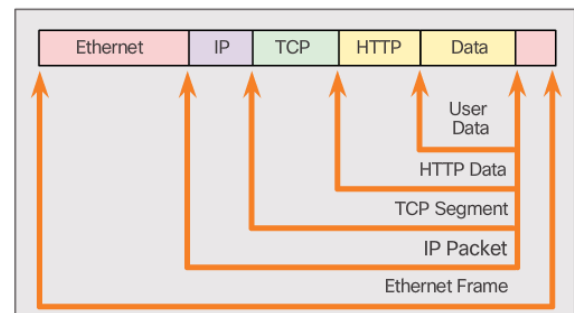 Ethernet IP TCP HTTP Data
User
Data
HTTP Data
TCP Segment
IP Packet
Ethernet Frame